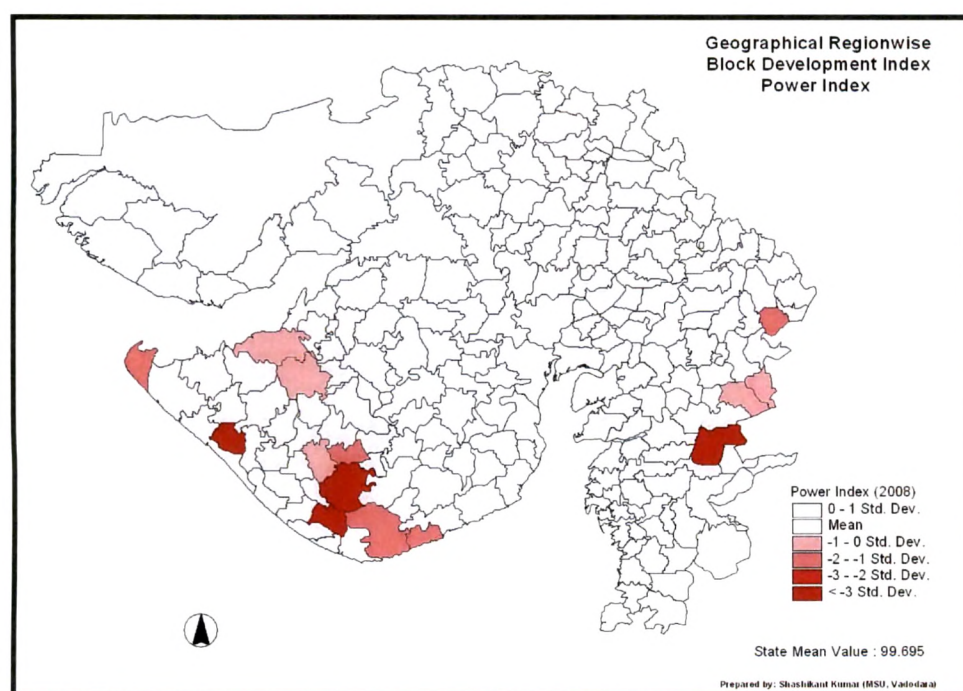 Geographical Regionwise
Block Development Index
Power Index
Power Index (2008)
0 - 1 Std. Dev.
Mean
-1 - 0 Std. Dev.
-2 - -1 Std. Dev.
-3 - -2 Std. Dev.
< -3 Std. Dev.
State Mean Value : 99.695
Prepared by: Shashikant Kumar (MSU, Vadodara)